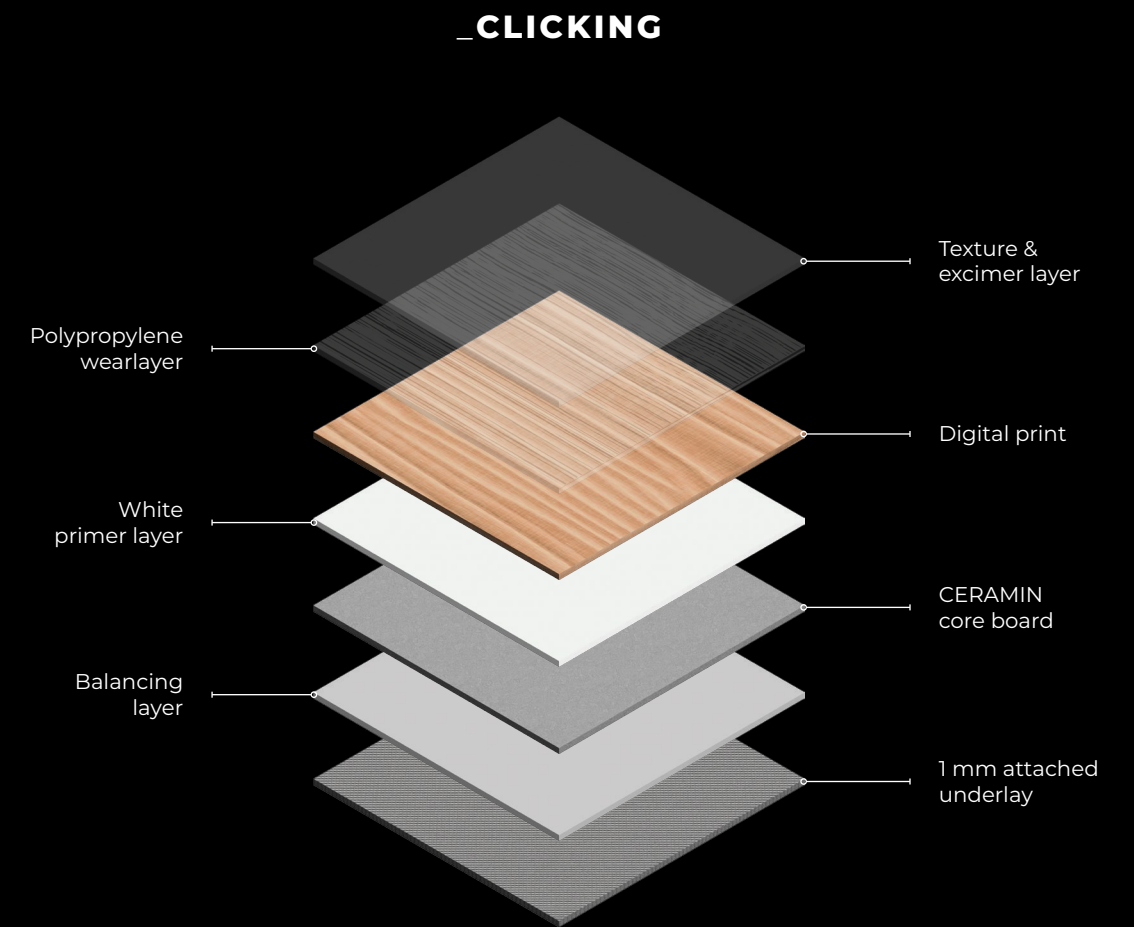 _CLICKING
Texture &
excimer layer
Polypropylene
wearlayer
Digital print
White
primer layer
CERAMIN
core board
Balancing
layer
1 mm attached
underlay